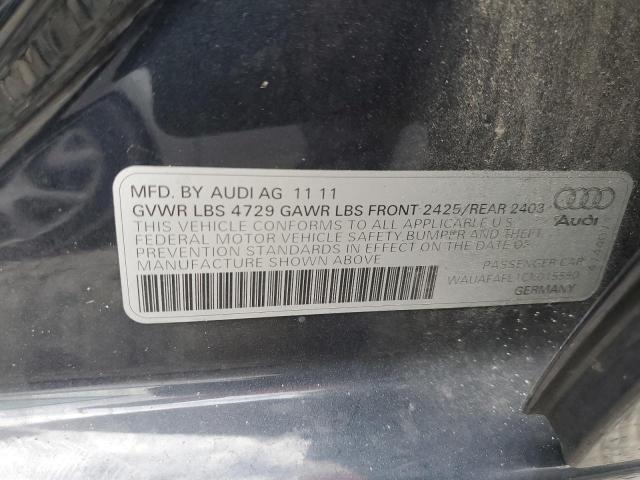 MFD. BY AUDI AG 11 11
GVWR LBS 4729 GAWR LBS FRONT 2425/REAR 2403
THIS VEHICLE CONFORMS TO ALL APPLICABLE U S
FEDERAL MOTOR VEHICLE SAFETY BUMPER AND THEFT
PREVENTION STANDARDS IN EFFECT ON THE DATE OF
MANUFACTURE SHOWN ABOVE
Audi
PASSENGER CAR
GERMANY